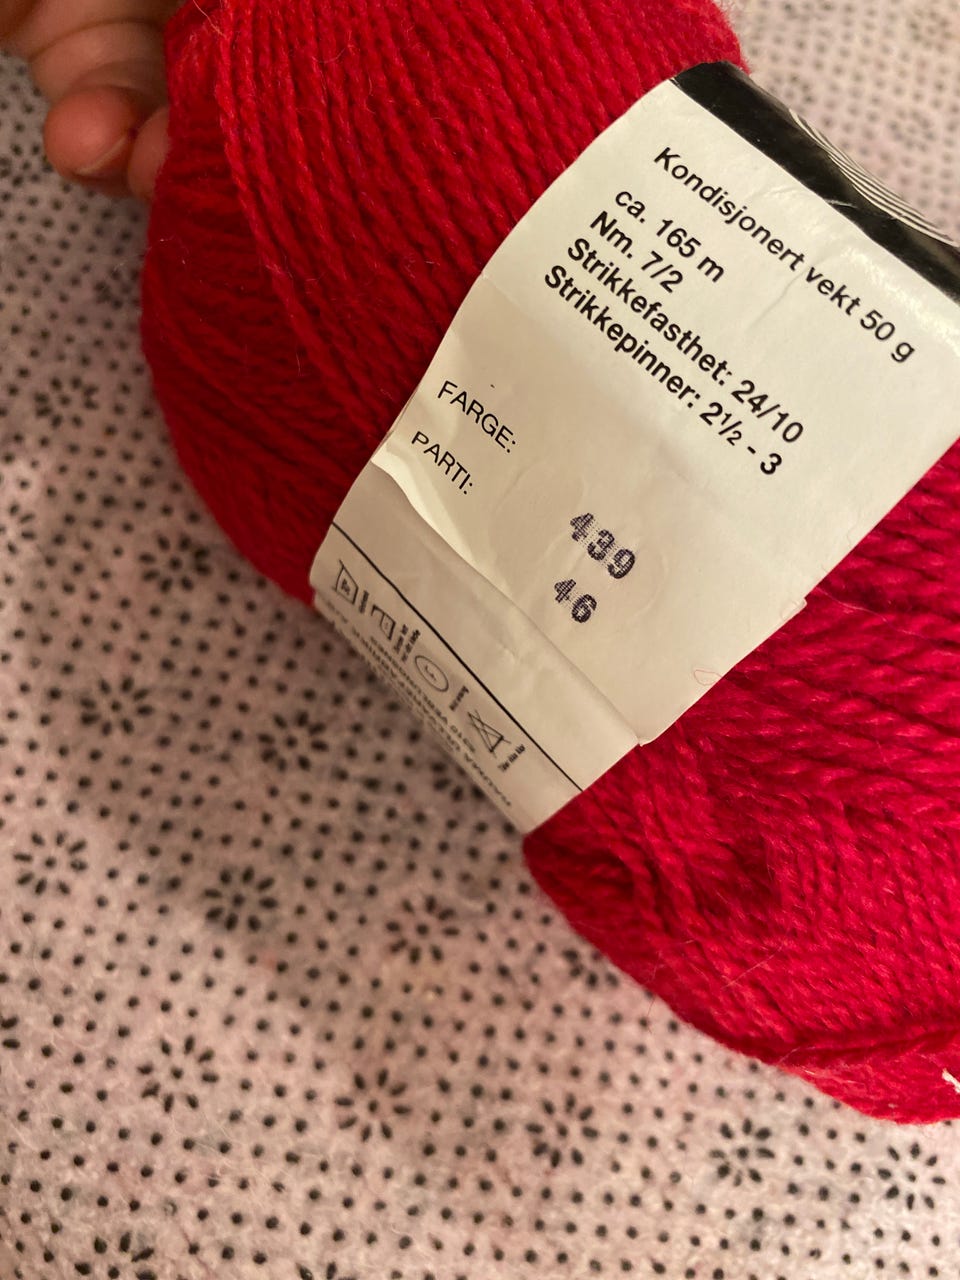 Kondisjonert vekt 50 g
ca. 165 m
Nm. 7/2
Strikkefasthet: 24/10
Strikkepinner: 2½ - 3
FARGE:
439
PARTI:
46